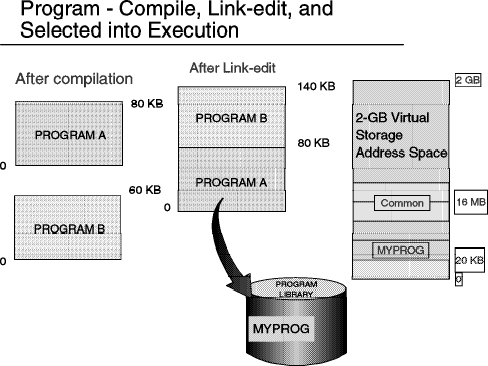 Program - Compile, Link-edit, and
Selected into Execution
After compilation
80 KB
PROGRAM A
0
60 KB
PROGRAM B
0
After Link-edit
140 KB
PROGRAM B
80 KB
PROGRAM A
0
PROGRAM
LIBRARY
MYPROG
2 GB
2-GB Virtual
Storage
Address Space
Common
16 MB
MYPROG
20 KB
0